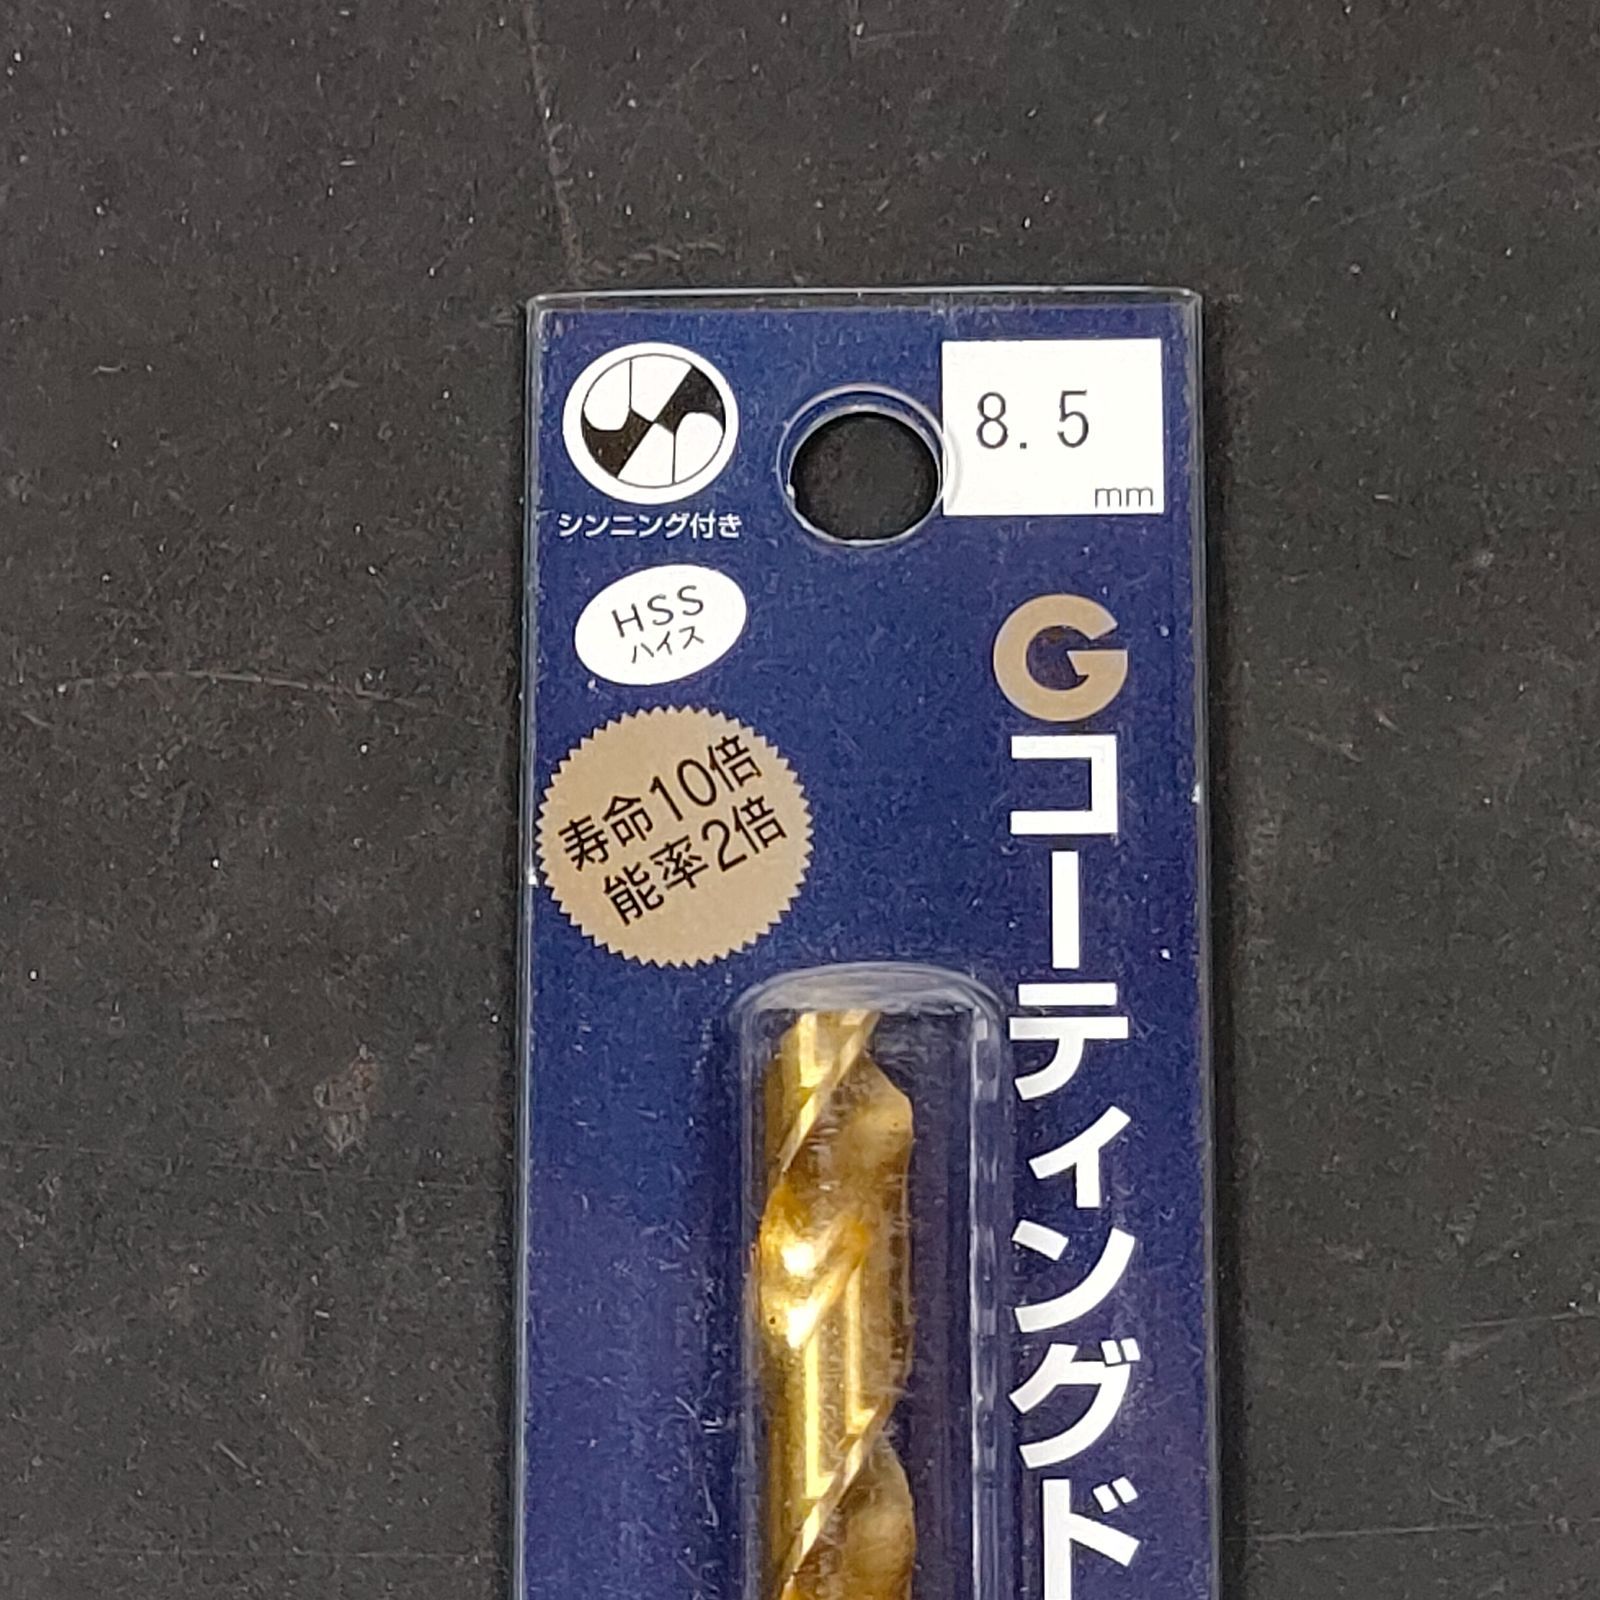 8.5
mm
シンニング付き
HSS
ハイス
寿命10倍
能率2倍
Gコーティングド